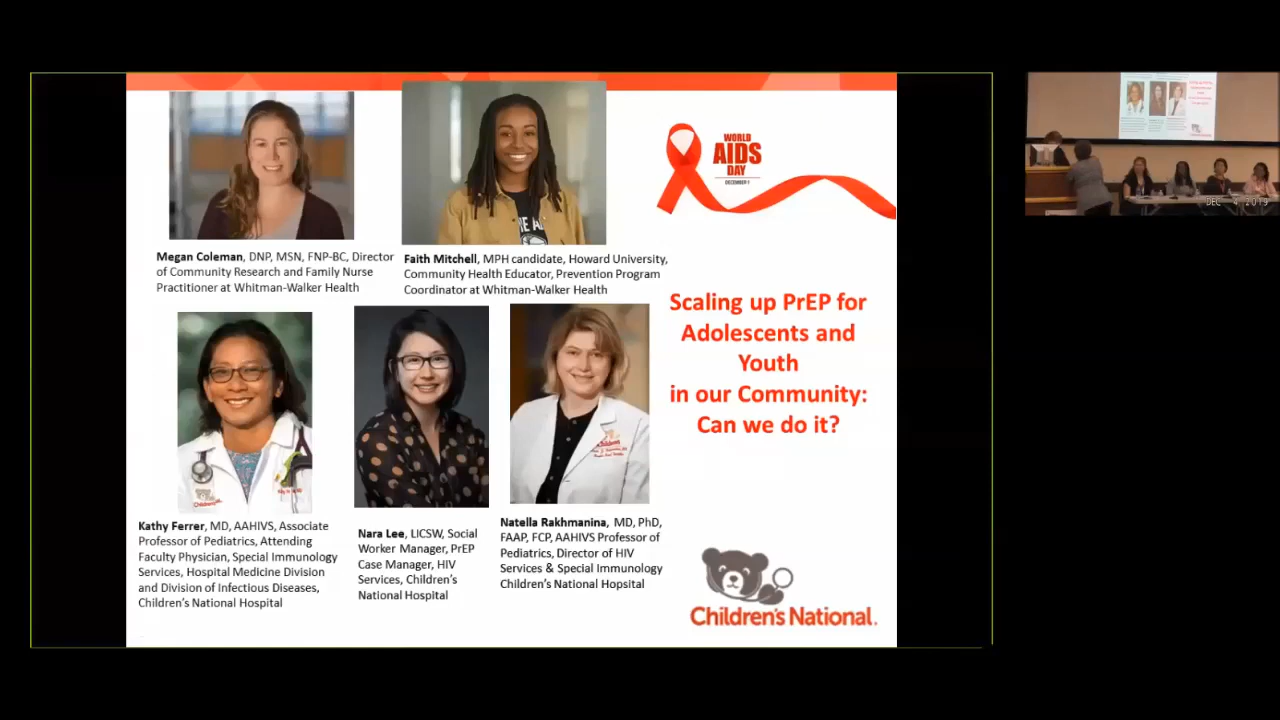 WORLD
AIDS
DAY
DECEMBER 1
Megan Coleman, DNP, MSN, FNP-BC, Director
of Community Research and Family Nurse
Practitioner at Whitman-Walker Health
Faith Mitchell, MPH candidate, Howard University,
Community Health Educator, Prevention Program
Coordinator at Whitman-Walker Health
Scaling up PrEP for
Adolescents and
Youth
in our Community:
Can we do it?
Kathy Ferrer, MD, AAHIVS, Associate
Professor of Pediatrics, Attending
Faculty Physician, Special Immunology
Services, Hospital Medicine Division
and Division of Infectious Diseases,
Children's National Hospital
Nara Lee, LICSW, Social
Worker Manager, PrEP
Case Manager, HIV
Services, Children's
National Hospital
Natella Rakhmanina, MD, PhD,
FAAP, FCP, AAHIVS Professor of
Pediatrics, Director of HIV
Services & Special Immunology
Children's National Hopsital
Children's National.
DEC 4 2019